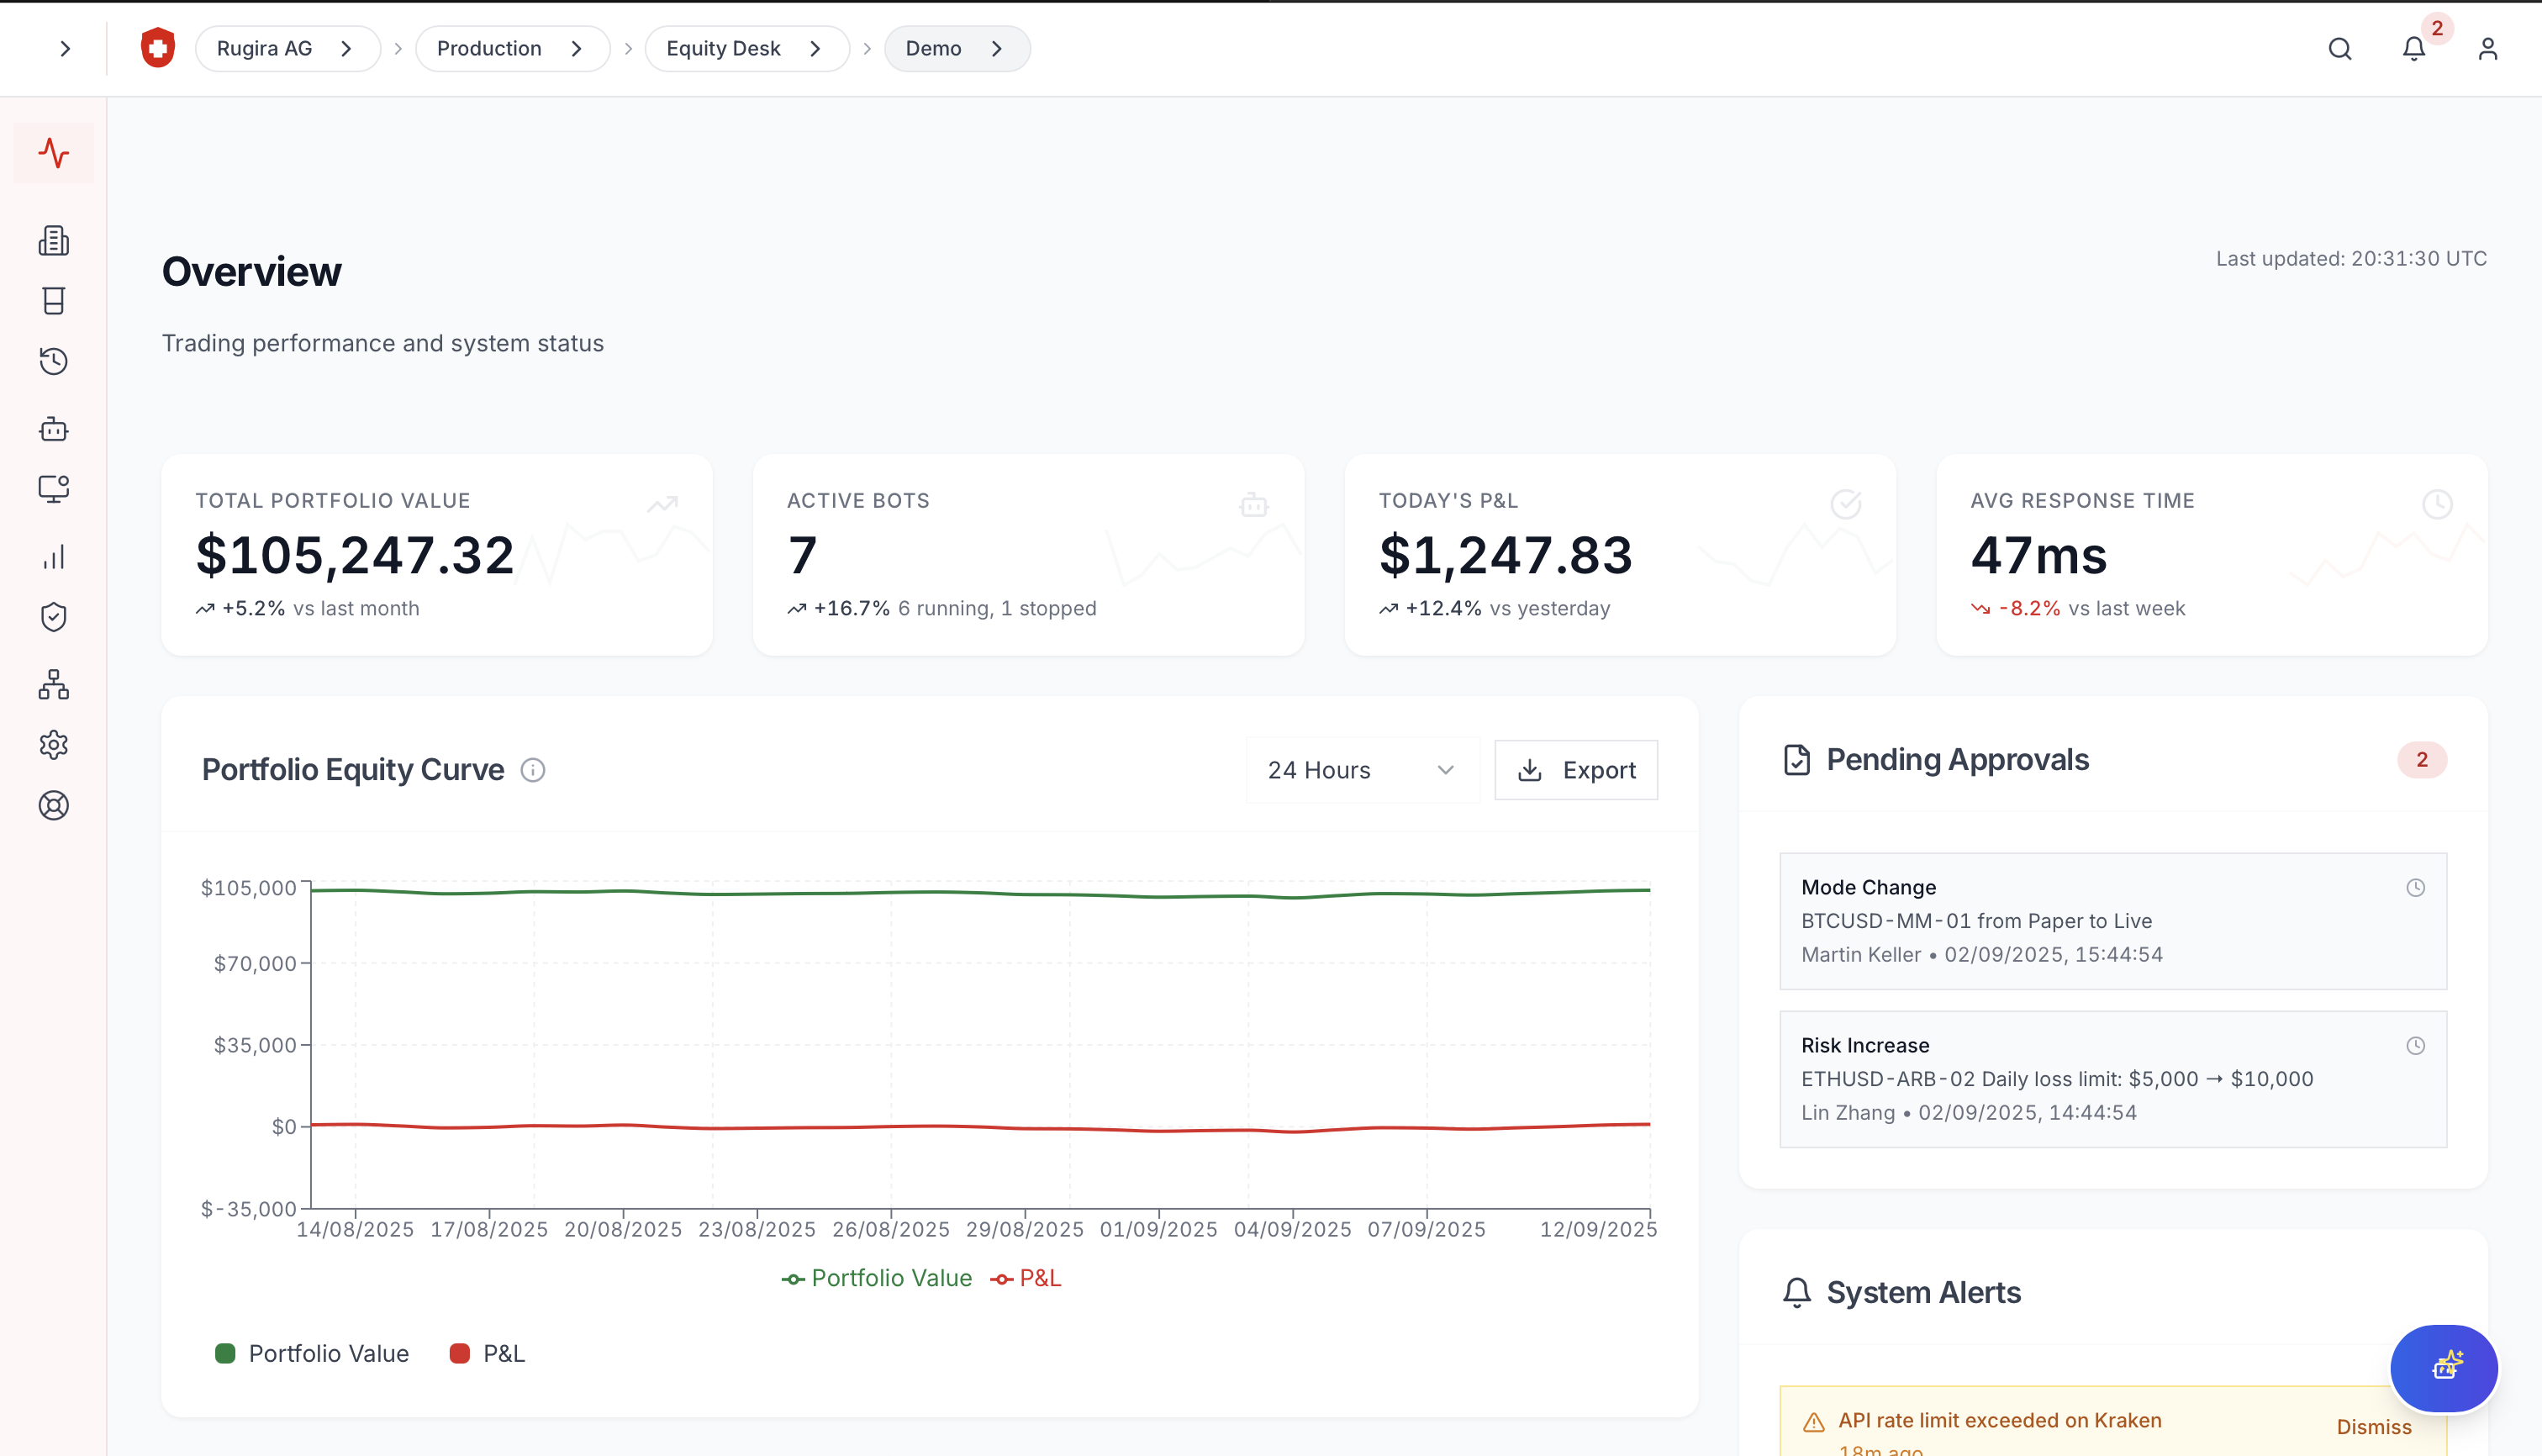 Rugira AG
Production
Equity Desk
Demo
2
Overview
Last updated: 20:31:30 UTC
Trading performance and system status
TOTAL PORTFOLIO VALUE
$105,247.32
+5.2% vs last month
ACTIVE BOTS
7
+16.7% 6 running, 1 stopped
TODAY'S P&L
$1,247.83
+12.4% vs yesterday
AVG RESPONSE TIME
47ms
-8.2% vs last week
Portfolio Equity Curve
24 Hours
Export
$105,000
$70,000
$35,000
$0
$-35,000
14/08/2025 17/08/2025 20/08/2025 23/08/2025 26/08/2025 29/08/2025 01/09/2025 04/09/2025 07/09/2025 12/09/2025
Portfolio Value P&L
Portfolio Value P&L
Pending Approvals
2
Mode Change
BTCUSD-MM-01 from Paper to Live
Martin Keller • 02/09/2025, 15:44:54
Risk Increase
ETHUSD-ARB-02 Daily loss limit: $5,000 → $10,000
Lin Zhang • 02/09/2025, 14:44:54
System Alerts
API rate limit exceeded on Kraken
Dismiss
18m ago